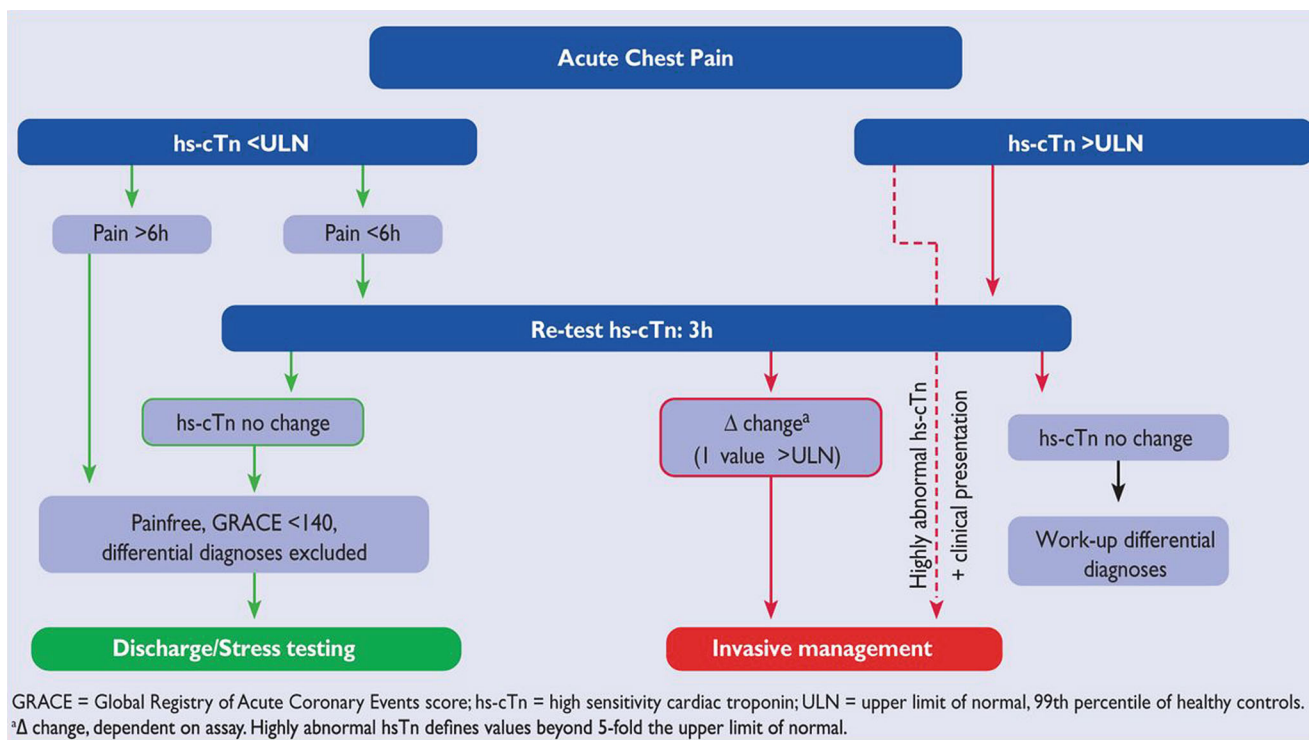 Acute Chest Pain
hs-cTn <ULN
hs-cTn >ULN
Pain >6h
Pain <6h
Re-test hs-cTn: 3h
hs-cTn no change
Δ changeᵃ
(1 value >ULN)
Highly abnormal hs-cTn
+ clinical presentation
hs-cTn no change
Painfree, GRACE <140,
differential diagnoses excluded
Work-up differential
diagnoses
Discharge/Stress testing
Invasive management
GRACE = Global Registry of Acute Coronary Events score; hs-cTn = high sensitivity cardiac troponin; ULN = upper limit of normal, 99th percentile of healthy controls.
ᵃΔ change, dependent on assay. Highly abnormal hsTn defines values beyond 5-fold the upper limit of normal.